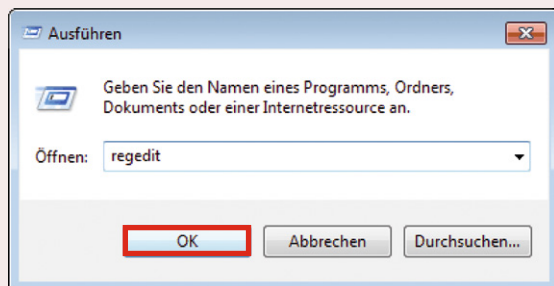 Ausführen
Geben Sie den Namen eines Programms, Ordners,
Dokuments oder einer Internetressource an.
Öffnen: regedit
OK Abbrechen Durchsuchen...